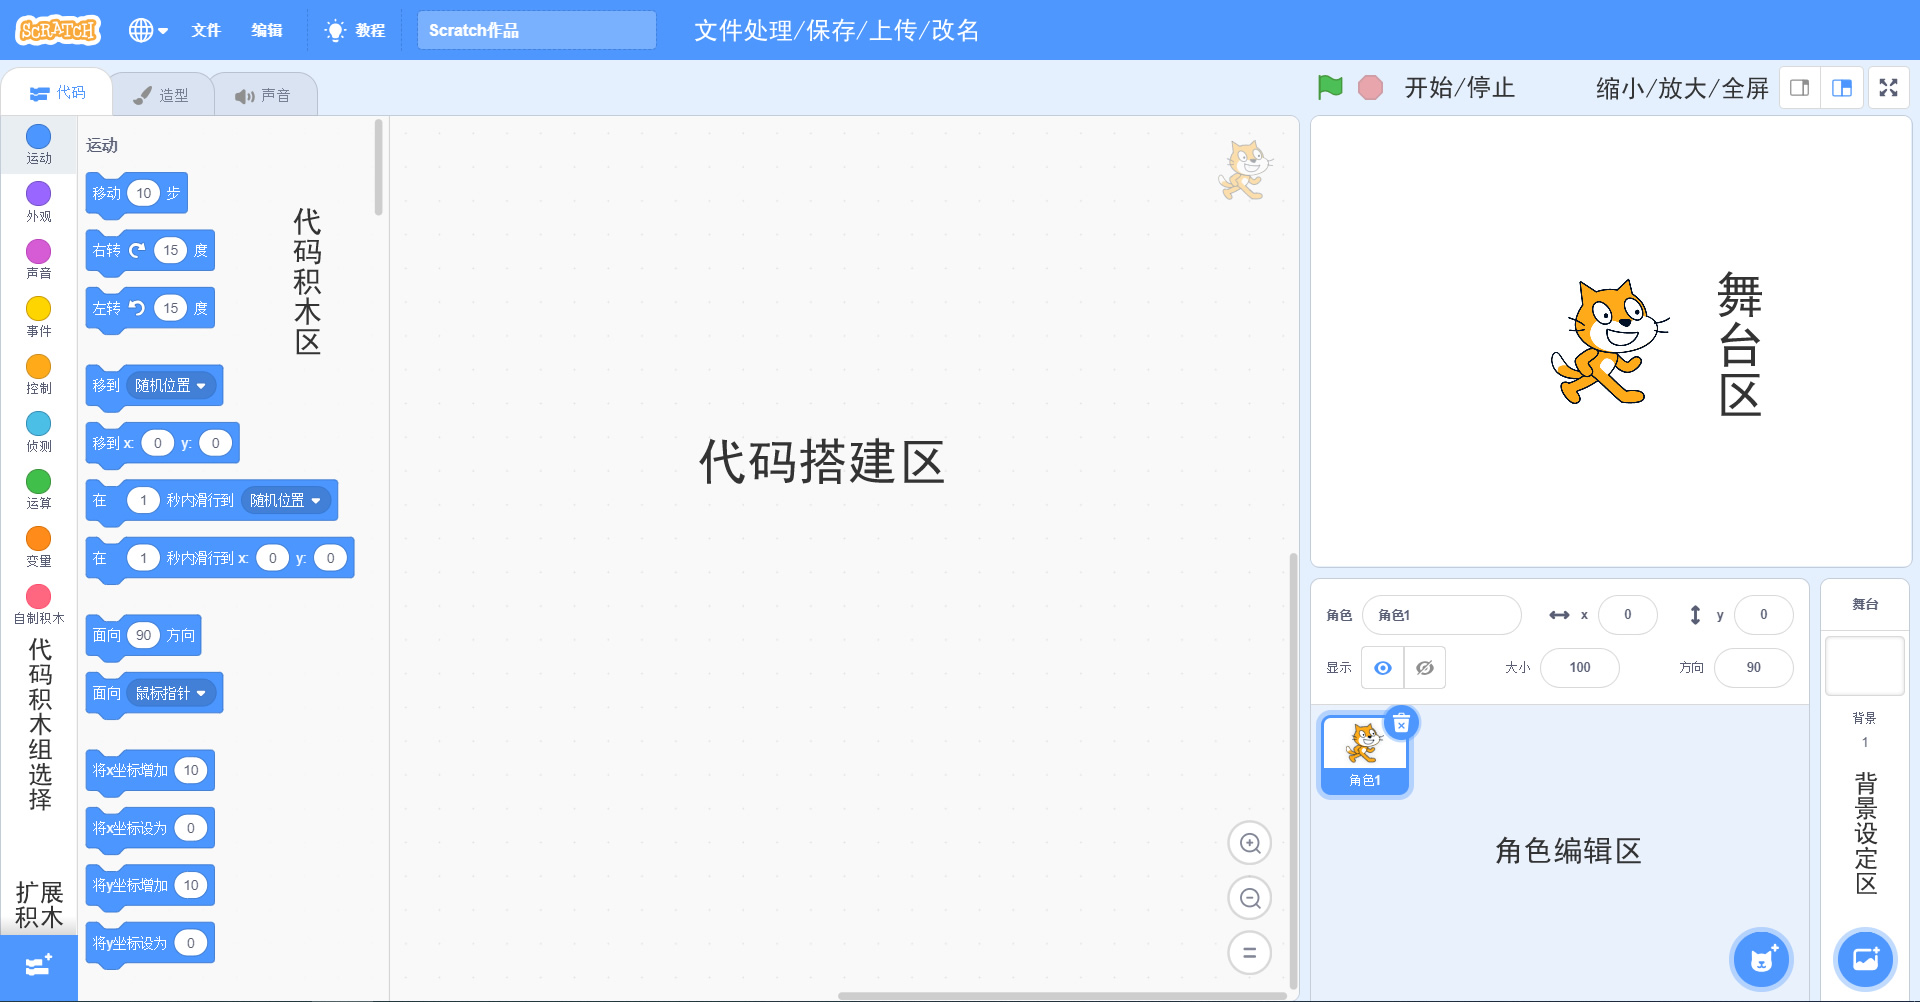 SCRATCH
文件
编辑
教程
Scratch作品
文件处理/保存/上传/改名
代码
造型
声音
开始/停止
缩小/放大/全屏
运动
外观
声音
事件
控制
侦测
运算
变量
自制积木
代码积木组选择
扩展
积木
运动
移动 10 步
右转 15 度
左转 15 度
移到 随机位置
移到 x: 0 y: 0
在 1 秒内滑行到 随机位置
在 1 秒内滑行到 x: 0 y: 0
面向 90 方向
面向 鼠标指针
将x坐标增加 10
将x坐标设为 0
将y坐标增加 10
将y坐标设为 0
代码积木区
代码搭建区
舞台区
角色 角色1 x 0 y 0
显示 大小 100 方向 90
角色1
角色编辑区
舞台
背景
1
背景设定区